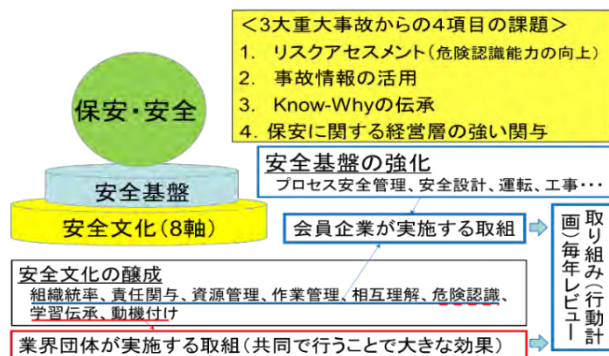 <3大重大事故からの4項目の課題>
1. リスクアセスメント(危険認識能力の向上)
2. 事故情報の活用
3. Know-Whyの伝承
4. 保安に関する経営層の強い関与
保安・安全
安全基盤
安全文化(8軸)
安全基盤の強化
プロセス安全管理、安全設計、運転、工事･･･
会員企業が実施する取組
取り組み(行動計
画)毎年レビュー
安全文化の醸成
組織統率、責任関与、資源管理、作業管理、相互理解、危険認識、
学習伝承、動機付け
業界団体が実施する取組(共同で行うことで大きな効果)